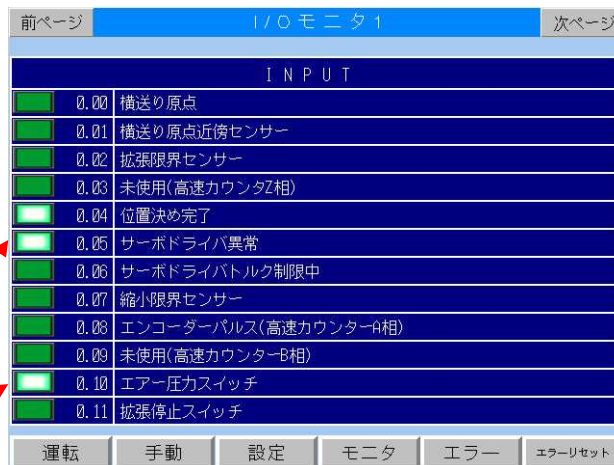 前ページ
I/Oモニタ1
次ページ
INPUT
0.00 横送り原点
0.01 横送り原点近傍センサー
0.02 拡張限界センサー
0.03 未使用(高速カウンタZ相)
0.04 位置決め完了
0.05 サーボドライバ異常
0.06 サーボドライバトルク制限中
0.07 縮小限界センサー
0.08 エンコーダーパルス(高速カウンターA相)
0.09 未使用(高速カウンターB相)
0.10 エアー圧力スイッチ
0.11 拡張停止スイッチ
運転 手動 設定 モニタ エラー エラーリセット